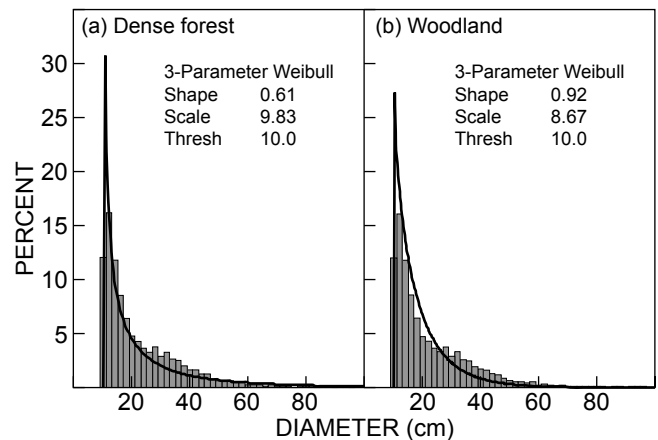 (a) Dense forest
3-Parameter Weibull
Shape 0.61
Scale 9.83
Thresh 10.0
(b) Woodland
3-Parameter Weibull
Shape 0.92
Scale 8.67
Thresh 10.0
PERCENT
30
25
20
15
10
5
20 40 60 80
20 40 60 80
DIAMETER (cm)